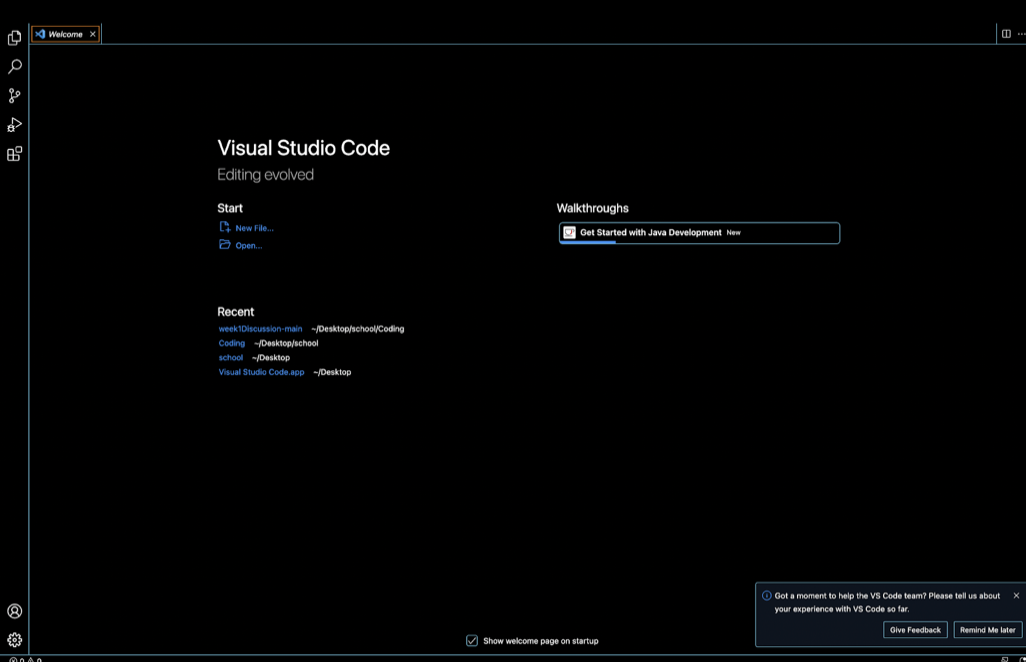 Welcome
Visual Studio Code
Editing evolved
Start
New File...
Open...
Recent
week1Discussion-main ~/Desktop/school/Coding
Coding ~/Desktop/school
school ~/Desktop
Visual Studio Code.app ~/Desktop
Walkthroughs
Get Started with Java Development New
Got a moment to help the VS Code team? Please tell us about
your experience with VS Code so far.
Give Feedback Remind Me later
Show welcome page on startup
0 0